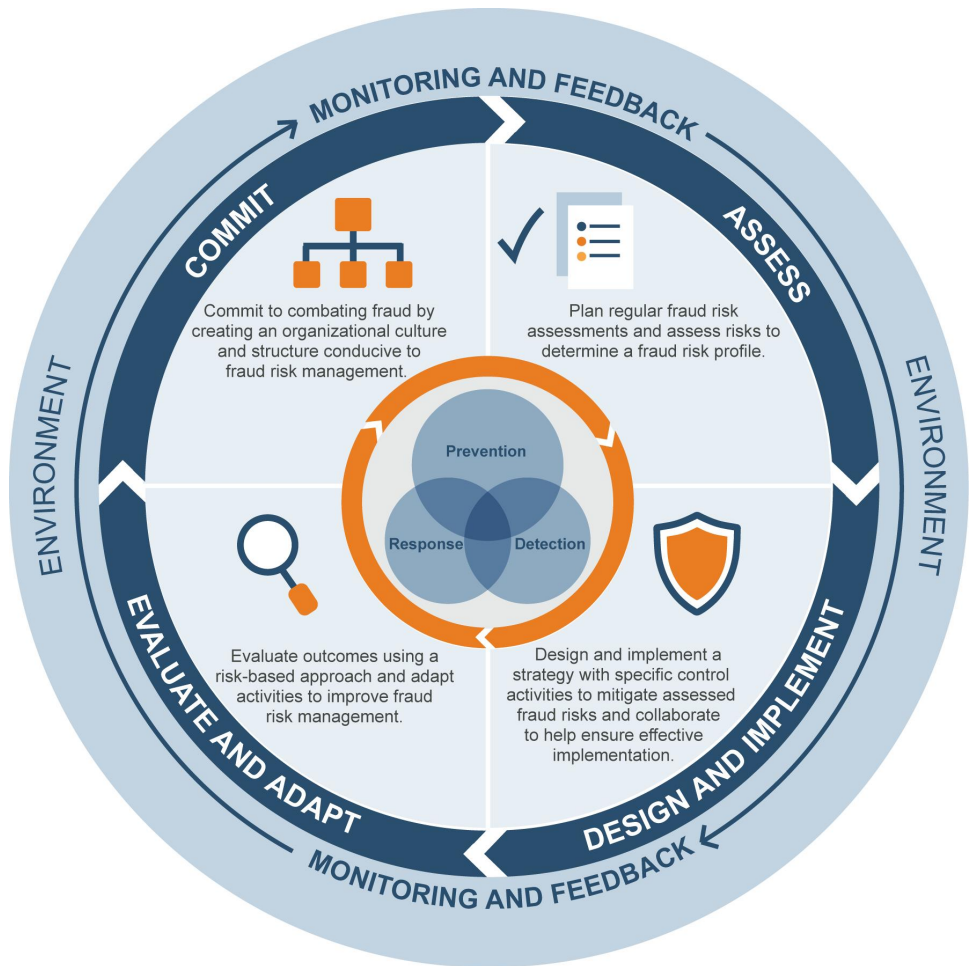 MONITORING AND FEEDBACK
COMMIT
ASSESS
Commit to combating fraud by
creating an organizational culture
and structure conducive to
fraud risk management.
Plan regular fraud risk
assessments and assess risks to
determine a fraud risk profile.
ENVIRONMENT
ENVIRONMENT
Prevention
Response
Detection
Evaluate outcomes using a
risk-based approach and adapt
activities to improve fraud
risk management.
Design and implement a
strategy with specific control
activities to mitigate assessed
fraud risks and collaborate
to help ensure effective
implementation.
EVALUATE AND ADAPT
DESIGN AND IMPLEMENT
MONITORING AND FEEDBACK